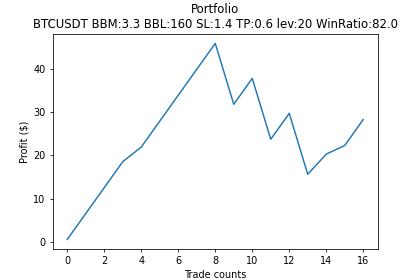 Portfolio
BTCUSDT BBM:3.3 BBL:160 SL:1.4 TP:0.6 lev:20 WinRatio:82.0
40
30
20
10
0
Profit ($)
0 2 4 6 8 10 12 14 16
Trade counts